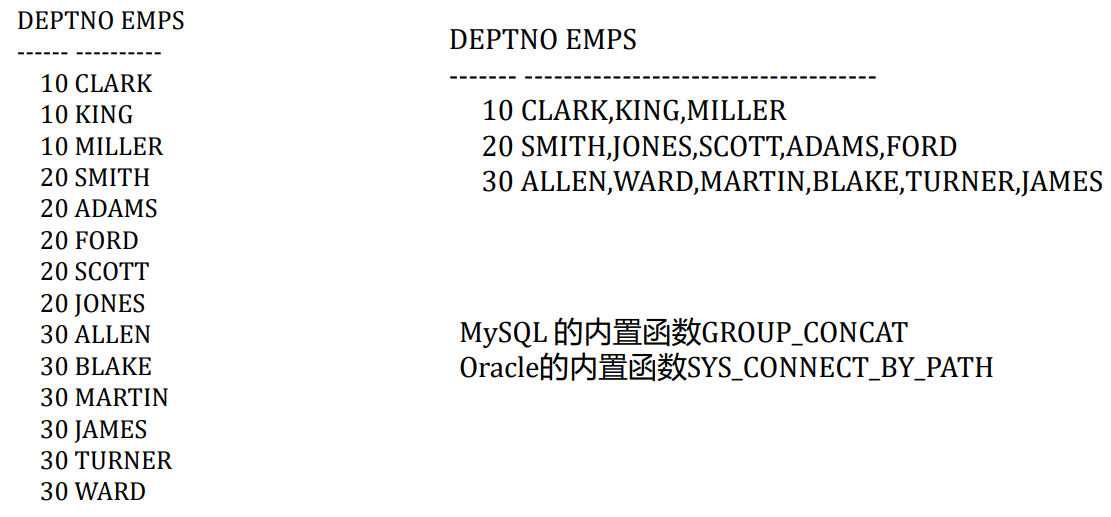 DEPTNO EMPS
------ ----------
10 CLARK
10 KING
10 MILLER
20 SMITH
20 ADAMS
20 FORD
20 SCOTT
20 JONES
30 ALLEN
30 BLAKE
30 MARTIN
30 JAMES
30 TURNER
30 WARD
DEPTNO EMPS
------- -------------------------------------
10 CLARK,KING,MILLER
20 SMITH,JONES,SCOTT,ADAMS,FORD
30 ALLEN,WARD,MARTIN,BLAKE,TURNER,JAMES
MySQL 的内置函数GROUP_CONCAT
Oracle的内置函数SYS_CONNECT_BY_PATH